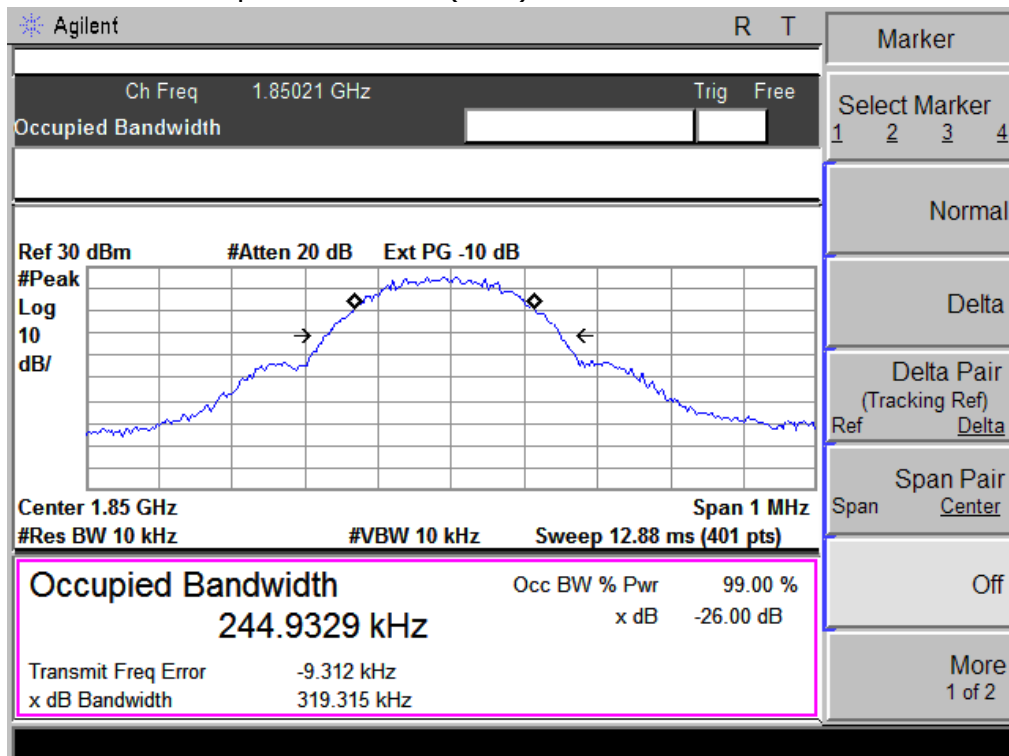 Agilent R T
Ch Freq 1.85021 GHz Trig Free
Occupied Bandwidth
Ref 30 dBm #Atten 20 dB Ext PG -10 dB
#Peak
Log
10
dB/
Center 1.85 GHz Span 1 MHz
#Res BW 10 kHz #VBW 10 kHz Sweep 12.88 ms (401 pts)
Occupied Bandwidth Occ BW % Pwr 99.00 %
244.9329 kHz x dB -26.00 dB
Transmit Freq Error -9.312 kHz
x dB Bandwidth 319.315 kHz
Marker
Select Marker
1 2 3 4
Normal
Delta
Delta Pair
(Tracking Ref)
Ref Delta
Span Pair
Span Center
Off
More
1 of 2